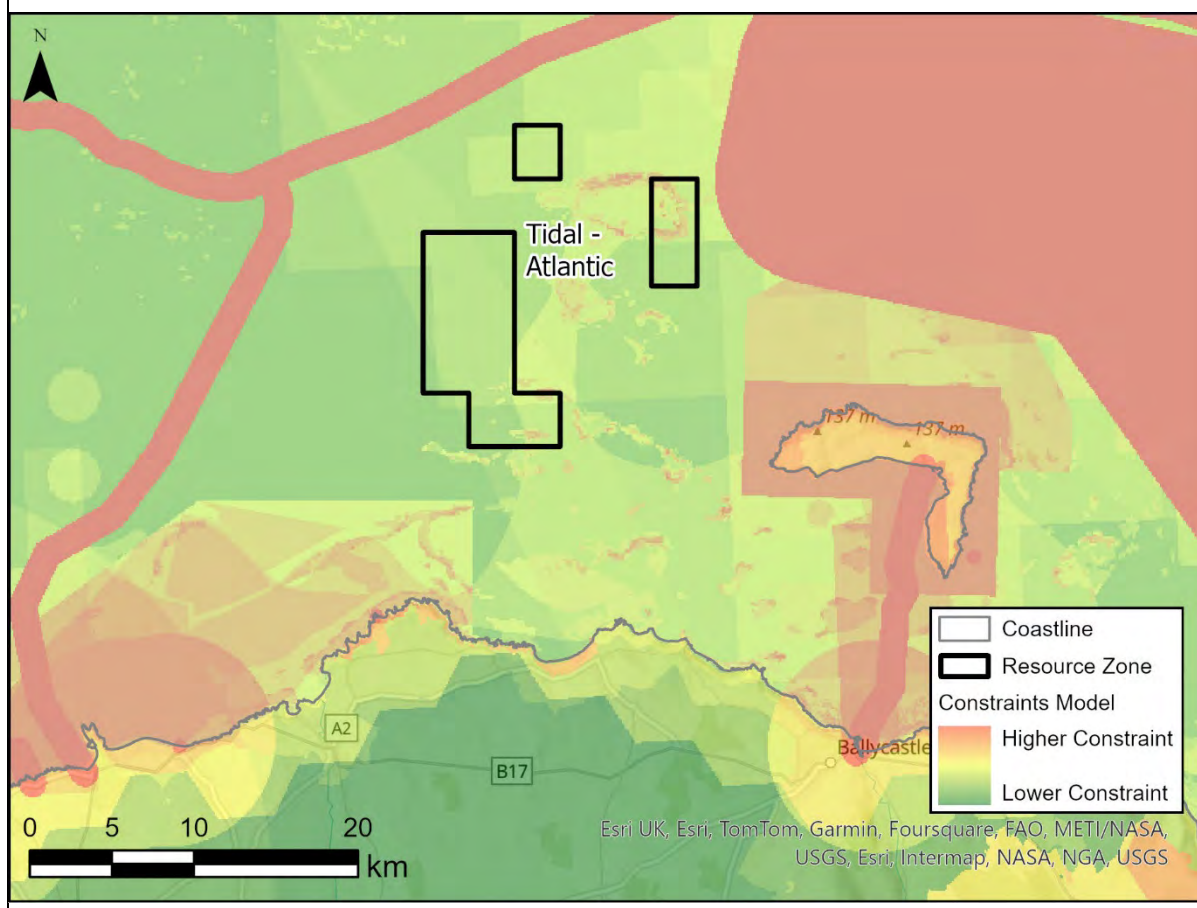 N
Tidal -
Atlantic
137 m
137 m
A2
B17
Ballycastle
Coastline
Resource Zone
Constraints Model
Higher Constraint
Lower Constraint
0 5 10 20
km
Esri UK, Esri, TomTom, Garmin, Foursquare, FAO, METI/NASA,
USGS, Esri, Intermap, NASA, NGA, USGS